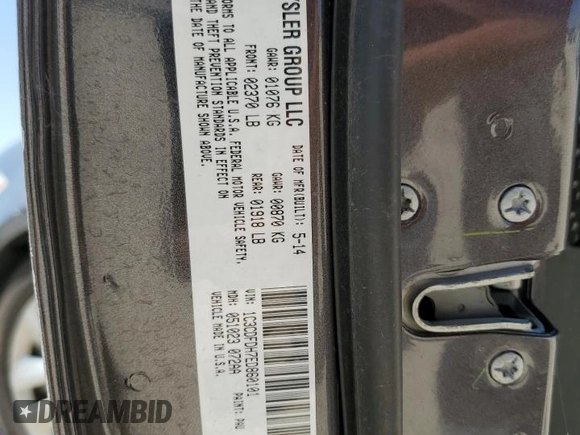 SLER GROUP LLC
DATE OF MFR(BUILT): 5-14
GAWR: 01076 KG GAWR: 00870 KG
FRONT: 02370 LB REAR: 01918 LB
ORMS TO ALL APPLICABLE U.S.A. FEDERAL MOTOR VEHICLE SAFETY,
AND THEFT PREVENTION STANDARDS IN EFFECT ON
THE DATE OF MANUFACTURE SHOWN ABOVE.
VIN: 1C3CDFDH7ED860101
MDH: 051023 072AA PAINT: PAU
VEHICLE MADE IN U.S.A.
DREAMBID